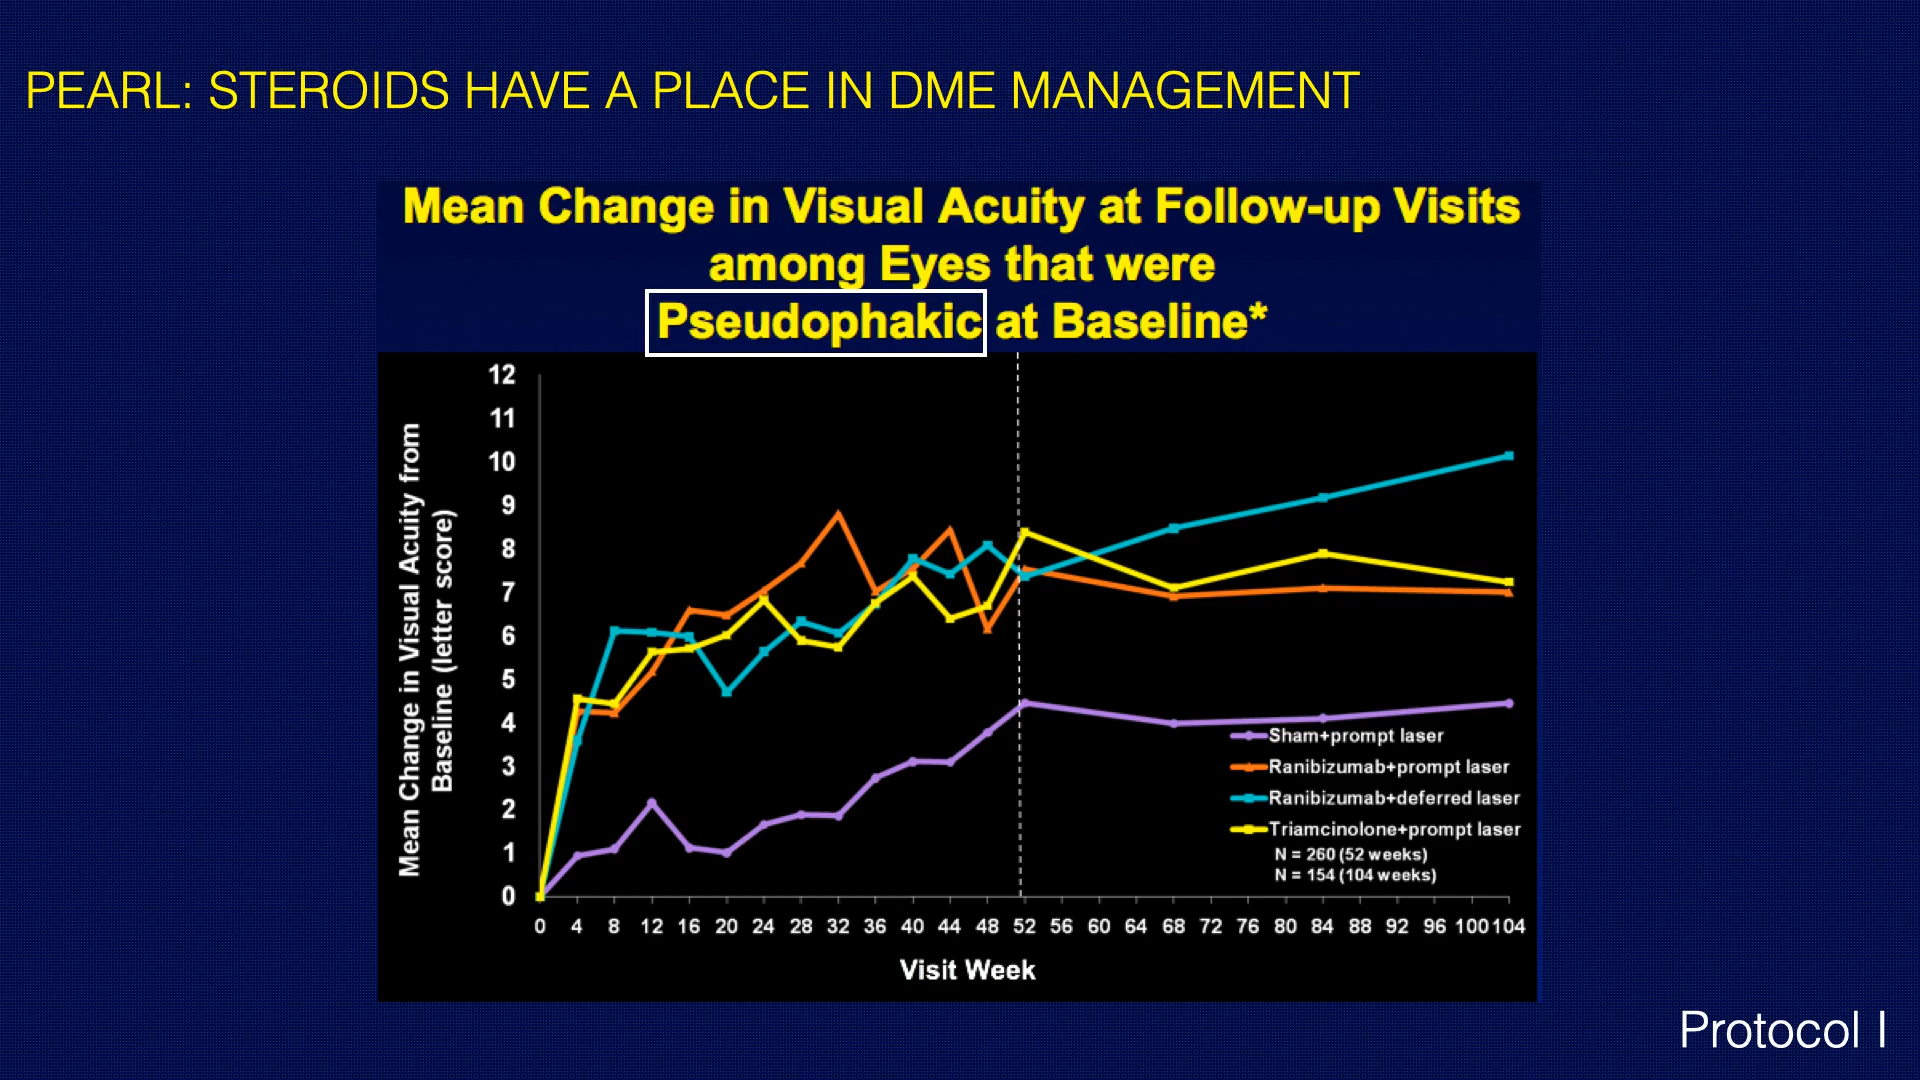 PEARL: STEROIDS HAVE A PLACE IN DME MANAGEMENT
Mean Change in Visual Acuity at Follow-up Visits
among Eyes that were
Pseudophakic at Baseline*
Mean Change in Visual Acuity from
Baseline (letter score)
12
11
10
9
8
7
6
5
4
3
2
1
0
Sham+prompt laser
Ranibizumab+prompt laser
Ranibizumab+deferred laser
Triamcinolone+prompt laser
N = 260 (52 weeks)
N = 154 (104 weeks)
0 4 8 12 16 20 24 28 32 36 40 44 48 52 56 60 64 68 72 76 80 84 88 92 96 100 104
Visit Week
Protocol I